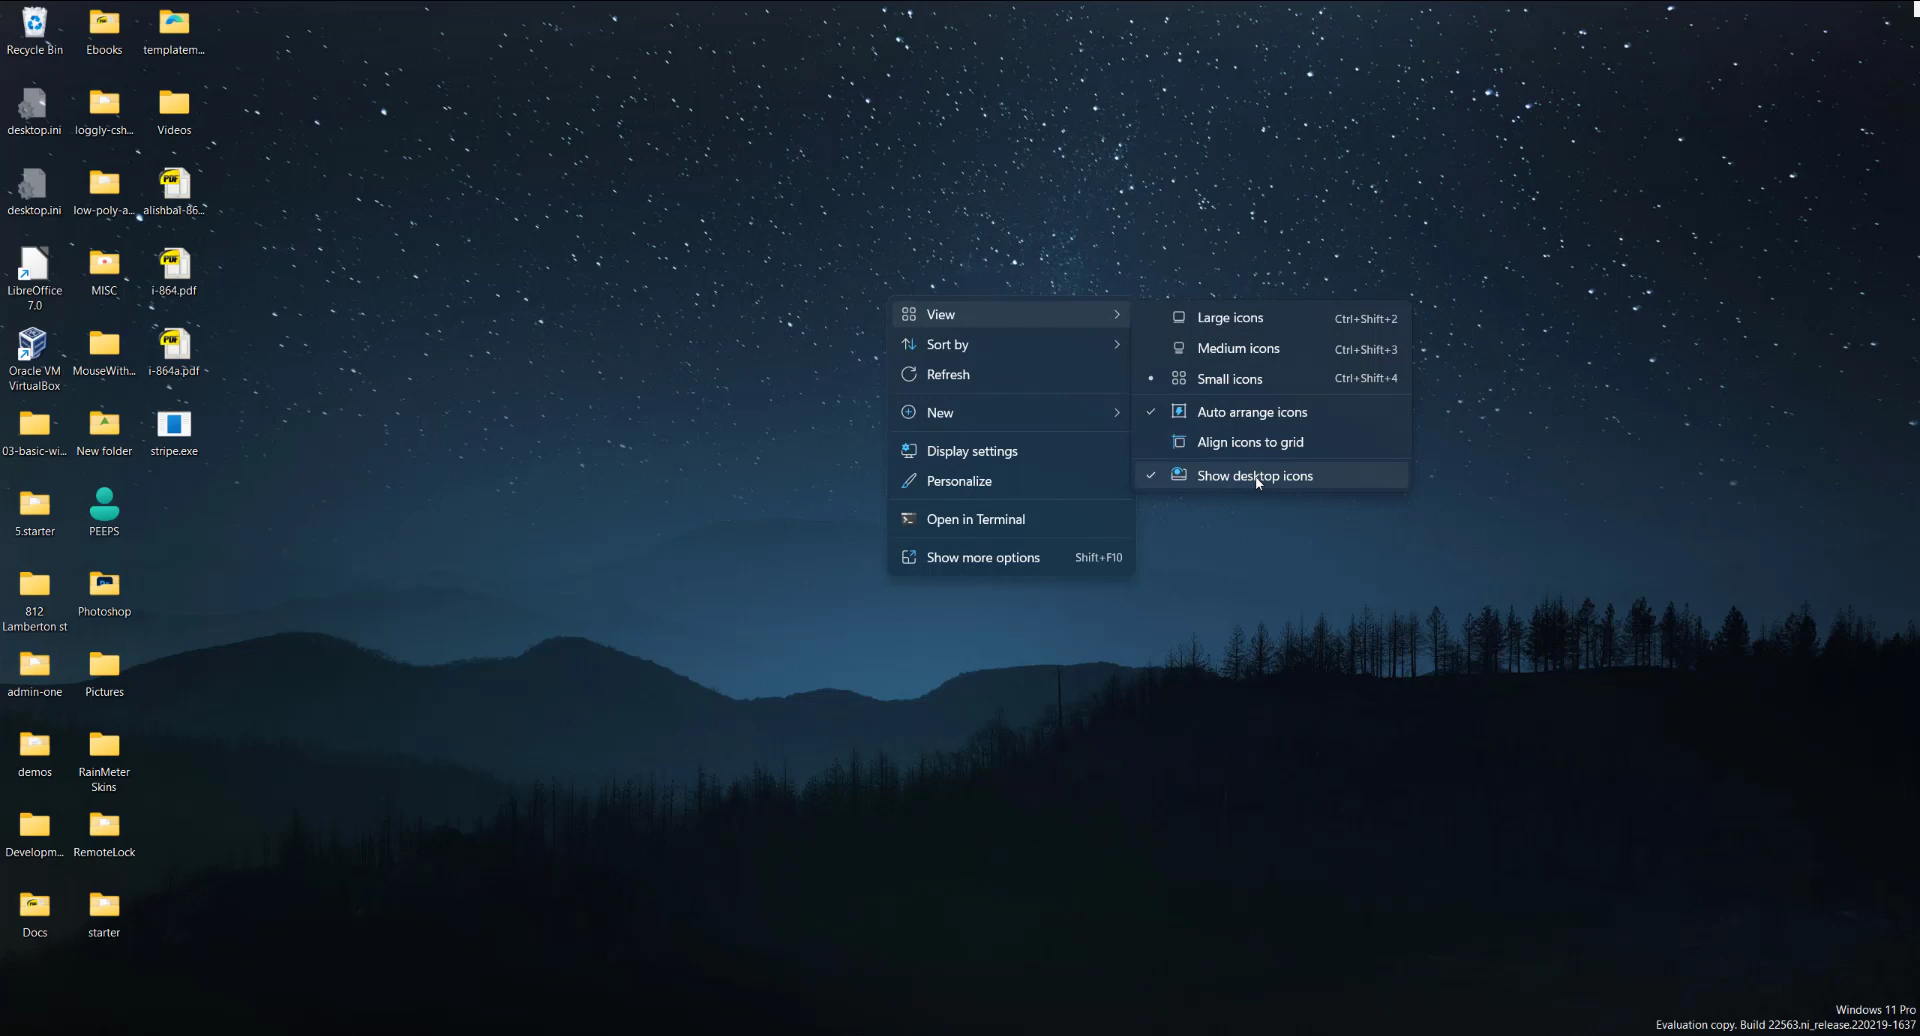 Recycle Bin
Ebooks
templatem...
desktop.ini
loggly-csh...
Videos
desktop.ini
low-poly-a...
alishba1-86...
LibreOffice
7.0
MISC
i-864.pdf
Oracle VM
VirtualBox
MouseWith...
i-864a.pdf
03-basic-wi...
New folder
stripe.exe
5.starter
PEEPS
812
Lamberton st
Photoshop
admin-one
Pictures
demos
RainMeter
Skins
Developm...
RemoteLock
Docs
starter
View
Sort by
Refresh
New
Display settings
Personalize
Open in Terminal
Show more options Shift+F10
Large icons Ctrl+Shift+2
Medium icons Ctrl+Shift+3
Small icons Ctrl+Shift+4
Auto arrange icons
Align icons to grid
Show desktop icons
Windows 11 Pro
Evaluation copy. Build 22563.ni_release.220219-1637